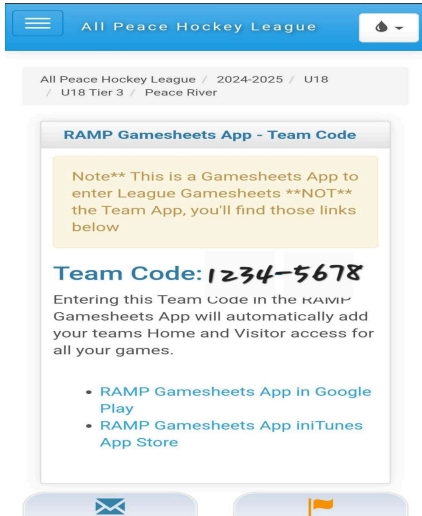 All Peace Hockey League
All Peace Hockey League / 2024-2025 / U18
/ U18 Tier 3 / Peace River
RAMP Gamesheets App - Team Code
Note** This is a Gamesheets App to
enter League Gamesheets **NOT**
the Team App, you'll find those links
below
Team Code: 1234-5678
Entering this Team Code in the RAMP
Gamesheets App will automatically add
your teams Home and Visitor access for
all your games.
• RAMP Gamesheets App in Google
Play
• RAMP Gamesheets App iniTunes
App Store